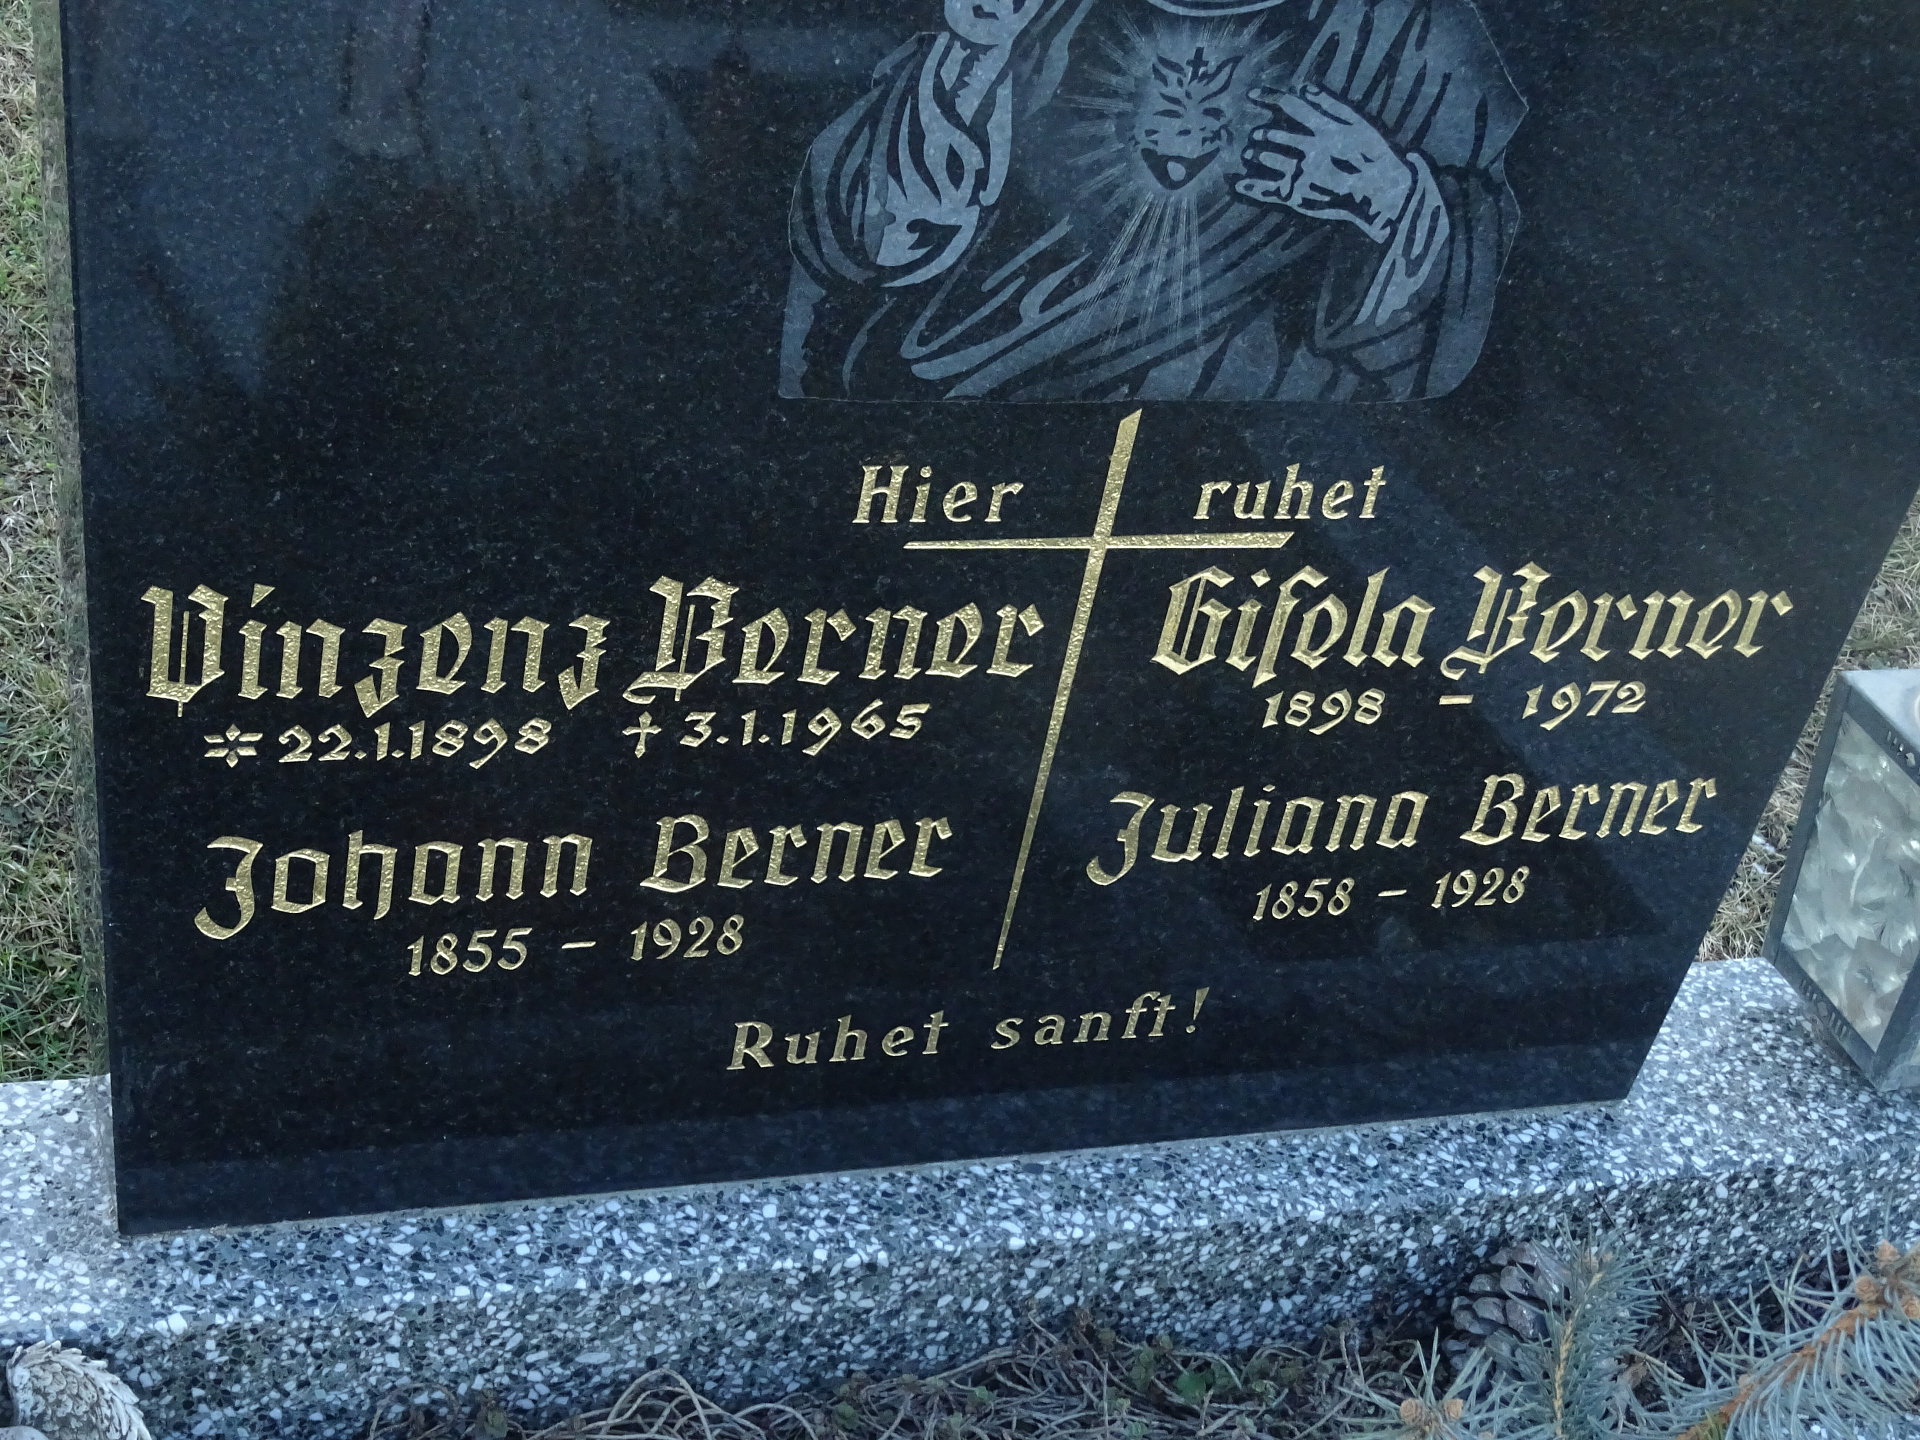 Hier ruhet
Vinzenz Berner
* 22.1.1898 † 3.1.1965
Gisela Berner
1898 – 1972
Johann Berner
1855 – 1928
Juliana Berner
1858 – 1928
Ruhet sanft!